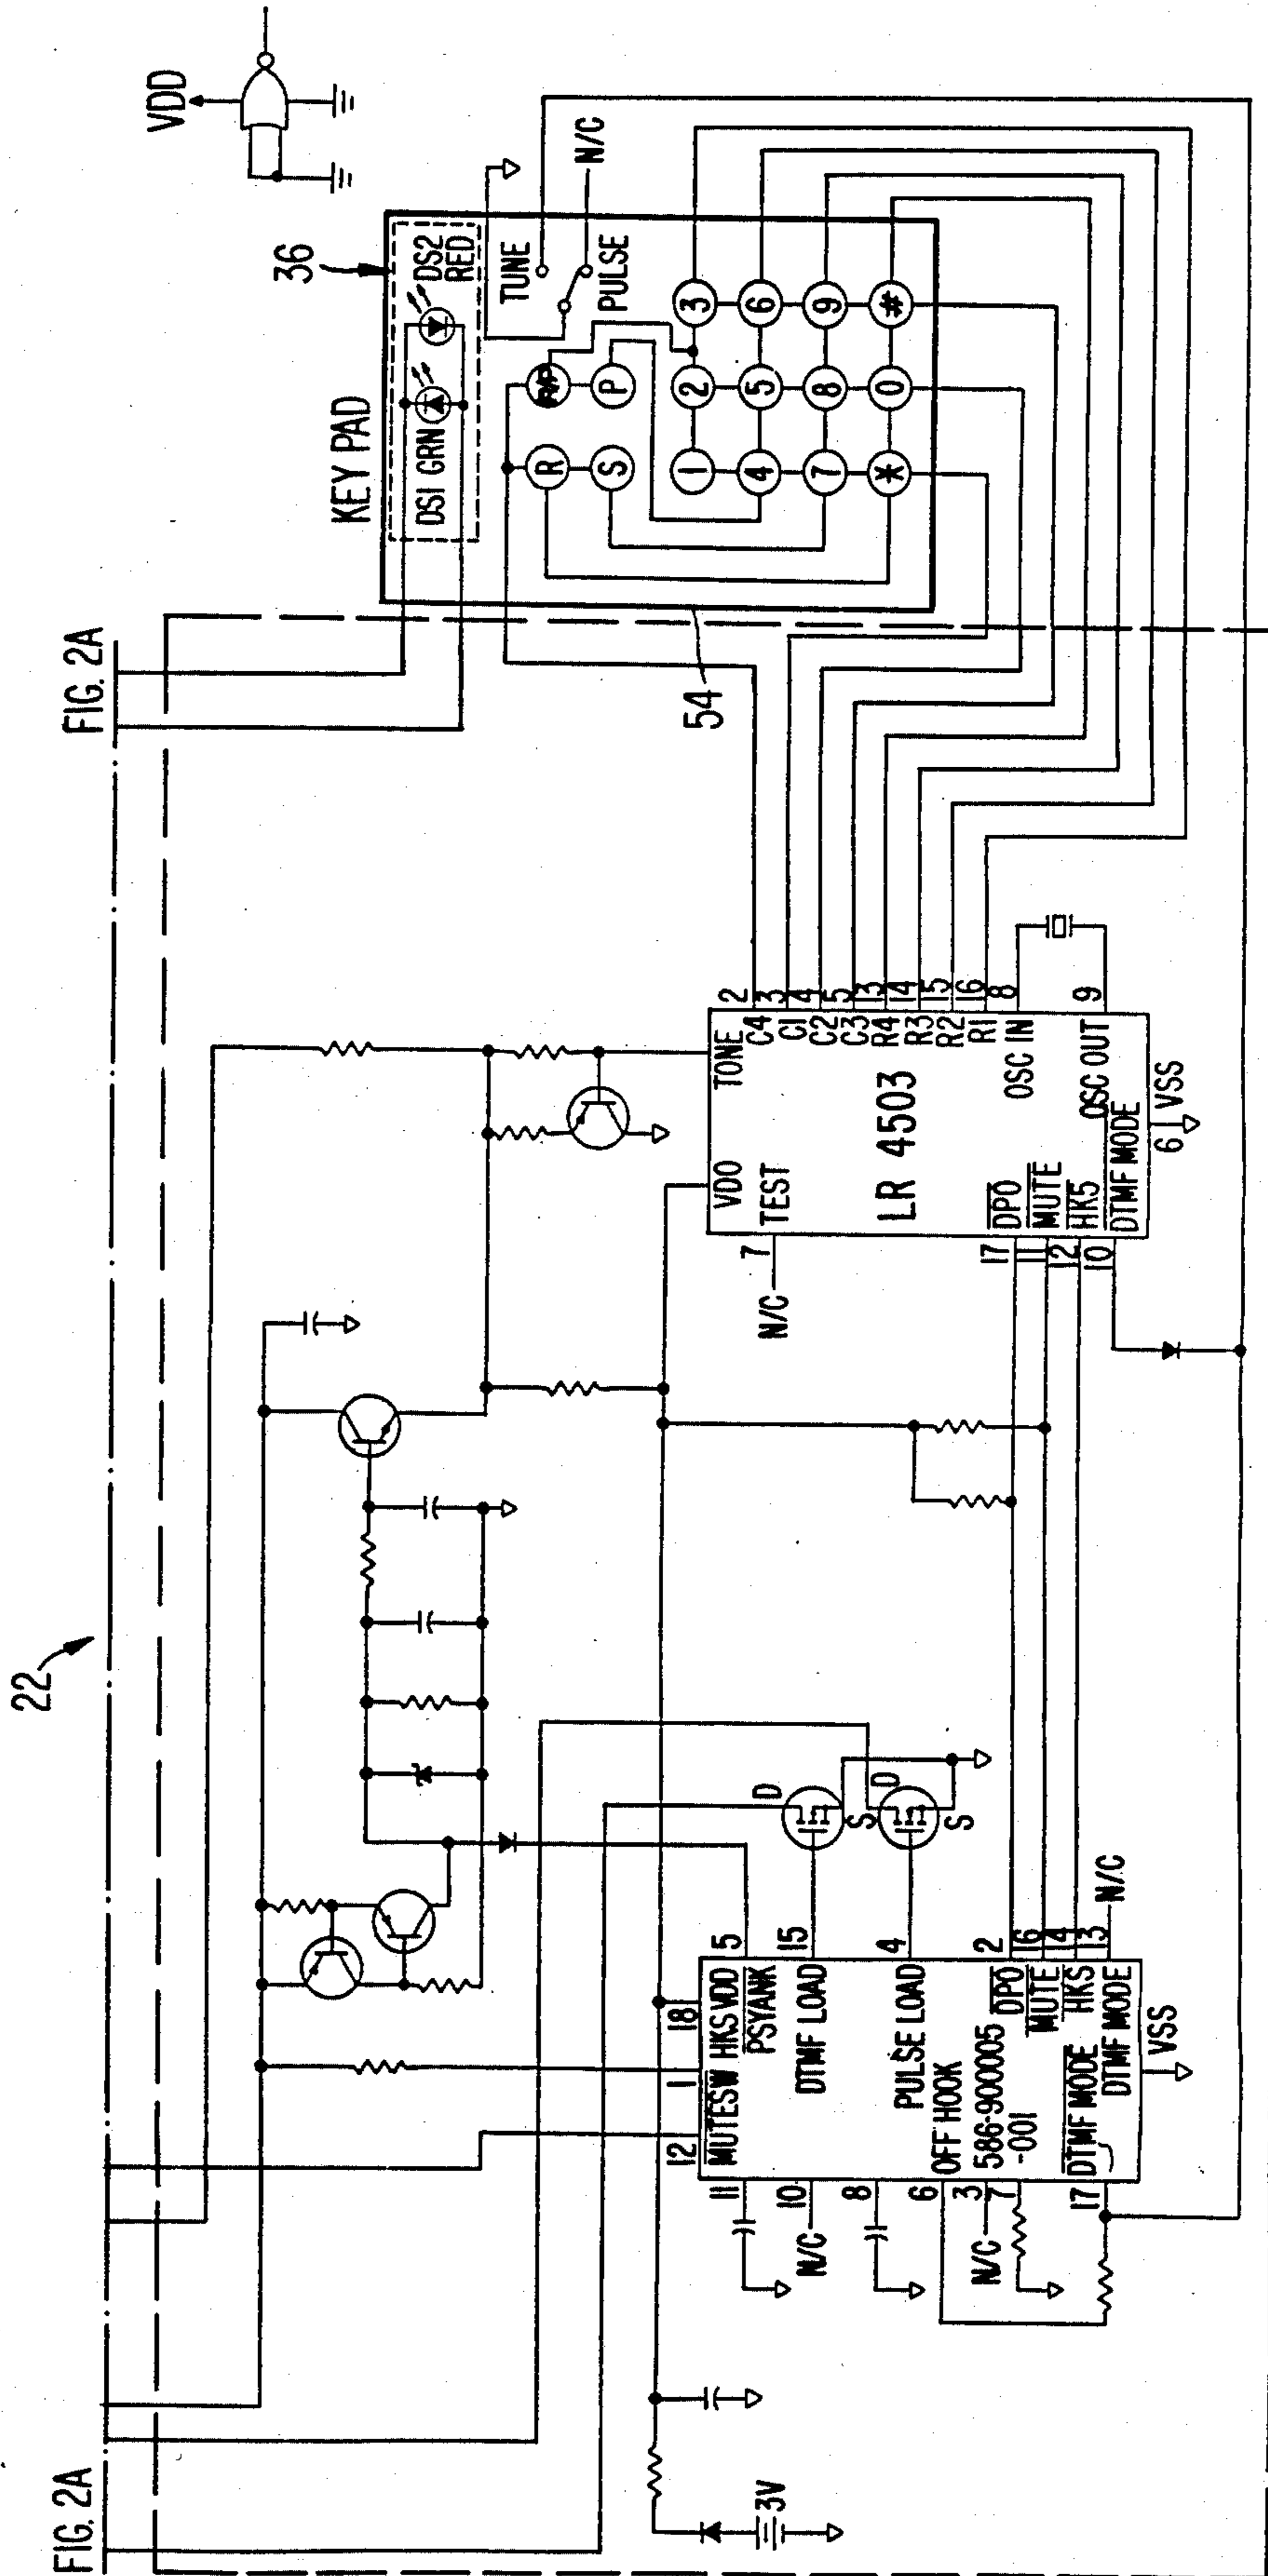 FIG. 2A
22
FIG. 2A
VDD
36
KEY PAD
DS1 GRN
DS2
RED
TUNE
PULSE
N/C
R
R/P
S
P
1
2
3
4
5
6
7
8
9
*
0
#
54
3V
12
1
18
MUTESW
HKS
VDD
PSYANK
5
DTMF LOAD
15
PULSE LOAD
4
OFF HOOK
586-900005
-001
DPO
2
MUTE
16
HKS
14
DTMF MODE
13
N/C
DTMF MODE
VSS
11
10
N/C
8
6
3
N/C
7
17
D
S
D
S
VDO
TONE
7
TEST
N/C
LR 4503
C4
2
C1
3
C2
4
C3
5
R4
13
R3
14
R2
15
R1
16
OSC IN
8
OSC OUT
9
17
DPO
11
MUTE
12
HK5
10
DTMF MODE
6
VSS